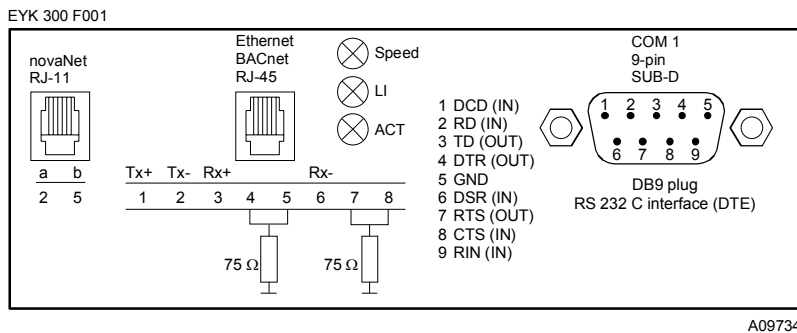 EYK 300 F001
novaNet
RJ-11
Ethernet
BACnet
RJ-45
Speed
LI
ACT
a b
2 5
Tx+ Tx- Rx+ Rx-
1 2 3 4 5 6 7 8
75 Ω 75 Ω
1 DCD (IN)
2 RD (IN)
3 TD (OUT)
4 DTR (OUT)
5 GND
6 DSR (IN)
7 RTS (OUT)
8 CTS (IN)
9 RIN (IN)
COM 1
9-pin
SUB-D
1 2 3 4 5
6 7 8 9
DB9 plug
RS 232 C interface (DTE)
A09734